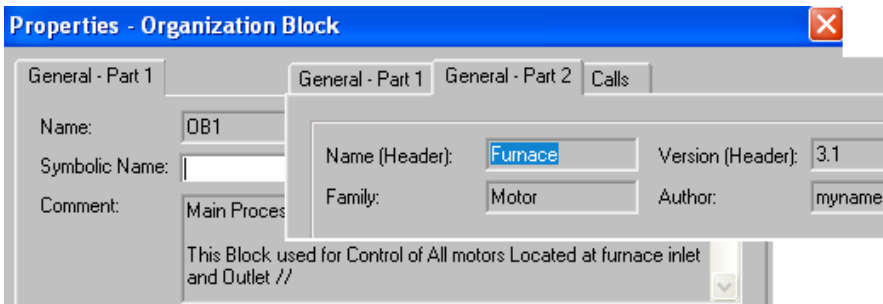 Properties - Organization Block
General - Part 1
General - Part 1 General - Part 2 Calls
Name: OB1
Symbolic Name:
Comment: Main Proces
This Block used for Control of All motors Located at furnace inlet
and Outlet //
Name (Header): Furnace Version (Header): 3.1
Family: Motor Author: myname